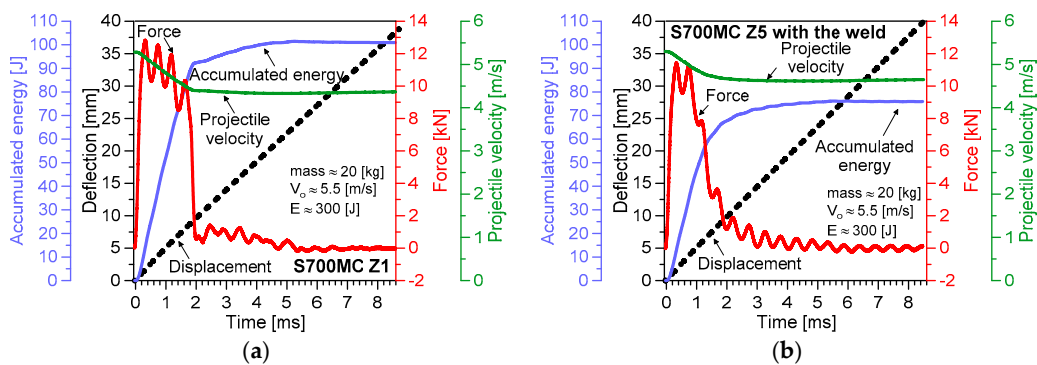 Accumulated energy [J]
110
100
90
80
70
60
50
40
30
20
10
0
Deflection [mm]
40
35
30
25
20
15
10
5
0
Force
Accumulated energy
Projectile
velocity
mass ≈ 20 [kg]
Vo ≈ 5.5 [m/s]
E ≈ 300 [J]
Displacement
S700MC Z1
0 1 2 3 4 5 6 7 8
Time [ms]
14
12
10
8
6
4
2
0
-2
Force [kN]
6
5
4
3
2
1
0
Projectile velocity [m/s]
(a)
Accumulated energy [J]
110
100
90
80
70
60
50
40
30
20
10
0
Deflection [mm]
40
35
30
25
20
15
10
5
0
S700MC Z5 with the weld
Projectile
velocity
Force
Accumulated
energy
mass ≈ 20 [kg]
Vo ≈ 5.5 [m/s]
E ≈ 300 [J]
Displacement
0 1 2 3 4 5 6 7 8
Time [ms]
14
12
10
8
6
4
2
0
-2
Force [kN]
6
5
4
3
2
1
0
Projectile velocity [m/s]
(b)